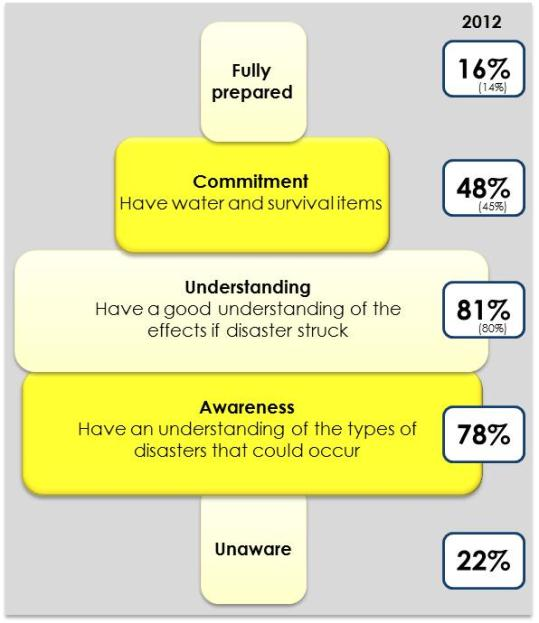 2012
Fully
prepared
16%
(14%)
Commitment
Have water and survival items
48%
(45%)
Understanding
Have a good understanding of the
effects if disaster struck
81%
(80%)
Awareness
Have an understanding of the types of
disasters that could occur
78%
Unaware
22%